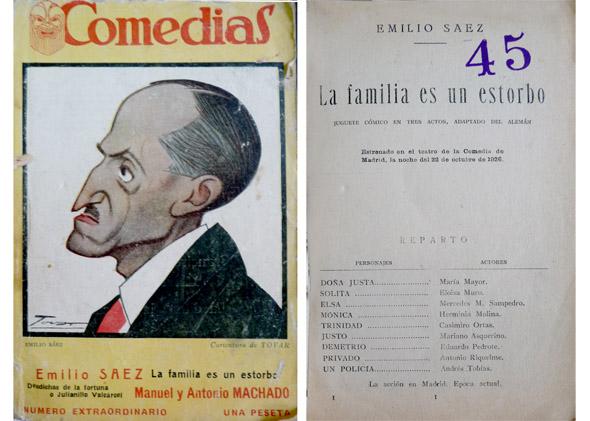 Comedias
Tovar
EMILIO SÁEZ
Caricatura de TOVAR
Emilio SAEZ La familia es un estorbo
Desdichas de la fortuna
o Julianillo Valcárcel
Manuel y Antonio MACHADO
NUMERO EXTRAORDINARIO
UNA PESETA
EMILIO SAEZ
45
La familia es un estorbo
JUGUETE CÓMICO EN TRES ACTOS, ADAPTADO DEL ALEMÁN
Estrenado en el teatro de la Comedia de
Madrid, la noche del 22 de octubre de 1926.
REPARTO
PERSONAJES
ACTORES
DOÑA JUSTA........................ María Mayor.
SOLITA ........................ Eloísa Muro.
ELSA ........................ Mercedes M. Sampedro.
MONICA ........................ Herminia Molina.
TRINIDAD ........................ Casimiro Ortas.
JUSTO ........................ Mariano Asquerino.
DEMETRIO ........................ Eduardo Pedrote.
PRIVADO ........................ Antonio Riquelme.
UN POLICÍA........................ Andrés Tobías.
La acción en Madrid. Epoca actual.
1
1